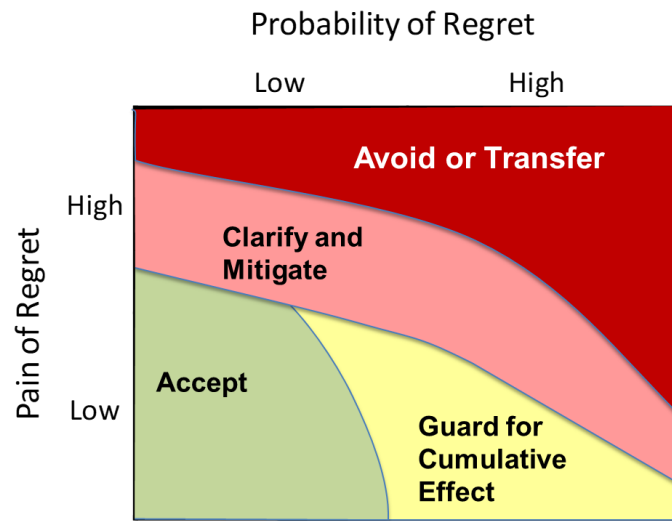 Probability of Regret
Low
High
Avoid or Transfer
High
Clarify and
Mitigate
Pain of Regret
Accept
Low
Guard for
Cumulative
Effect